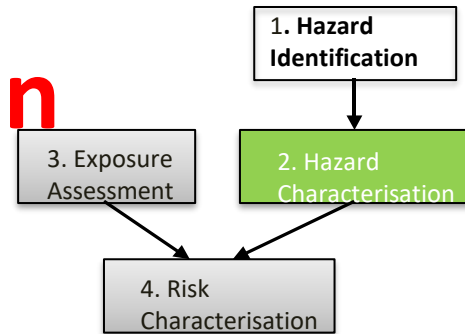 1. Hazard
Identification
n
3. Exposure
Assessment
2. Hazard
Characterisation
4. Risk
Characterisation